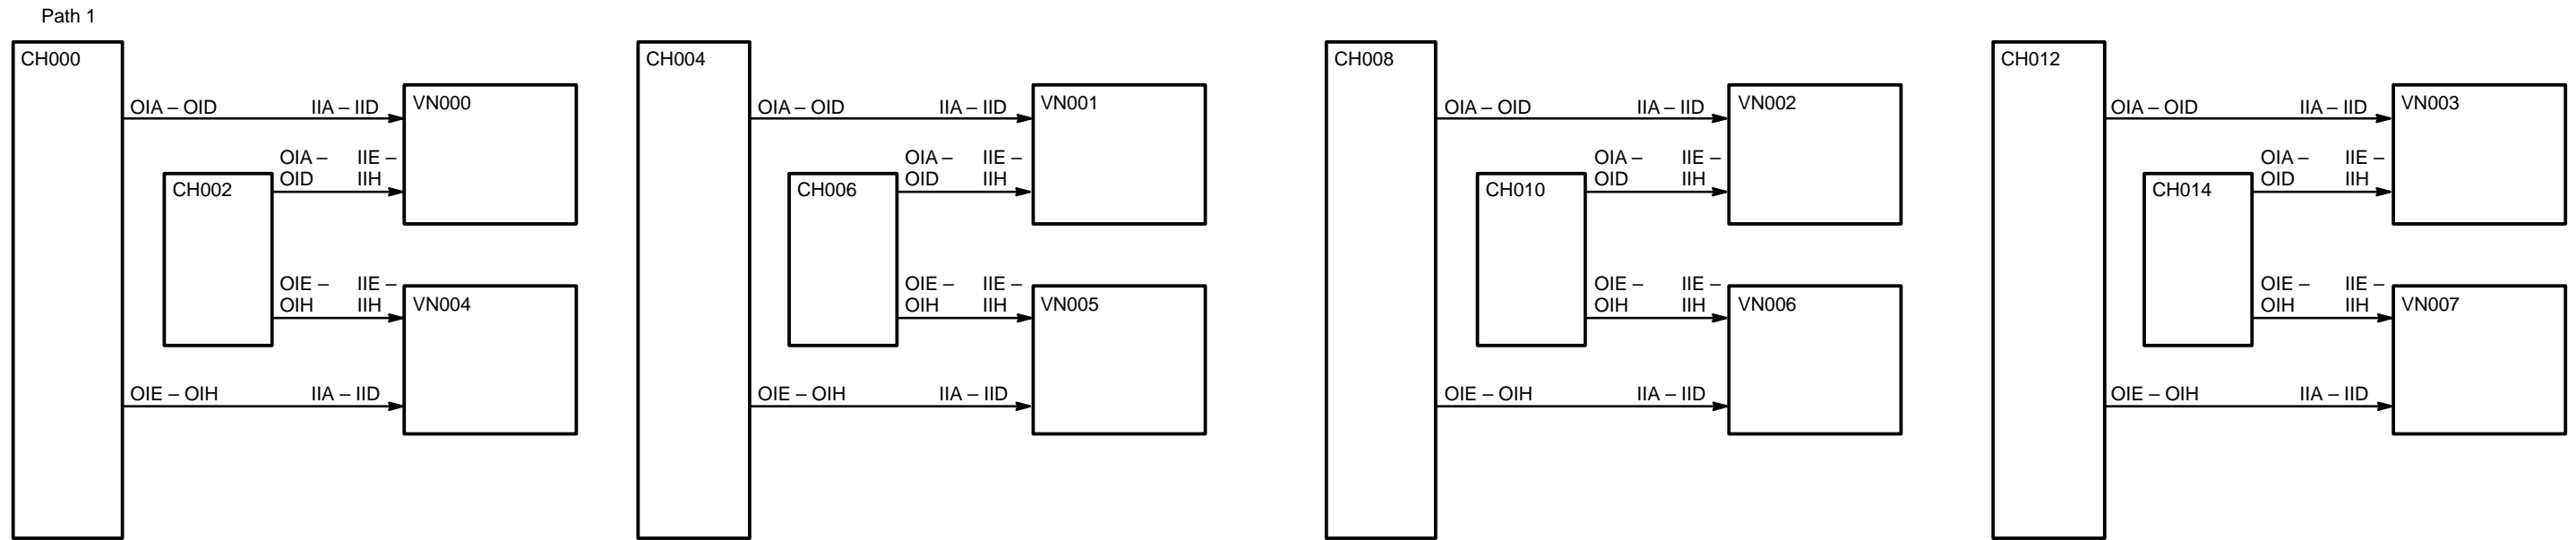 Path 1
CH000 CH004 CH008 CH012
VN000 VN001 VN002 VN003
OIA – OID IIA – IID OIA – OID IIA – IID OIA – OID IIA – IID OIA – OID IIA – IID
OIA – IIE – OIA – IIE – OIA – IIE – OIA – IIE –
OID IIH OID IIH OID IIH OID IIH
CH002 CH006 CH010 CH014
OIE – IIE – OIE – IIE – OIE – IIE – OIE – IIE –
OIH IIH OIH IIH OIH IIH OIH IIH
VN004 VN005 VN006 VN007
OIE – OIH IIA – IID OIE – OIH IIA – IID OIE – OIH IIA – IID OIE – OIH IIA – IID